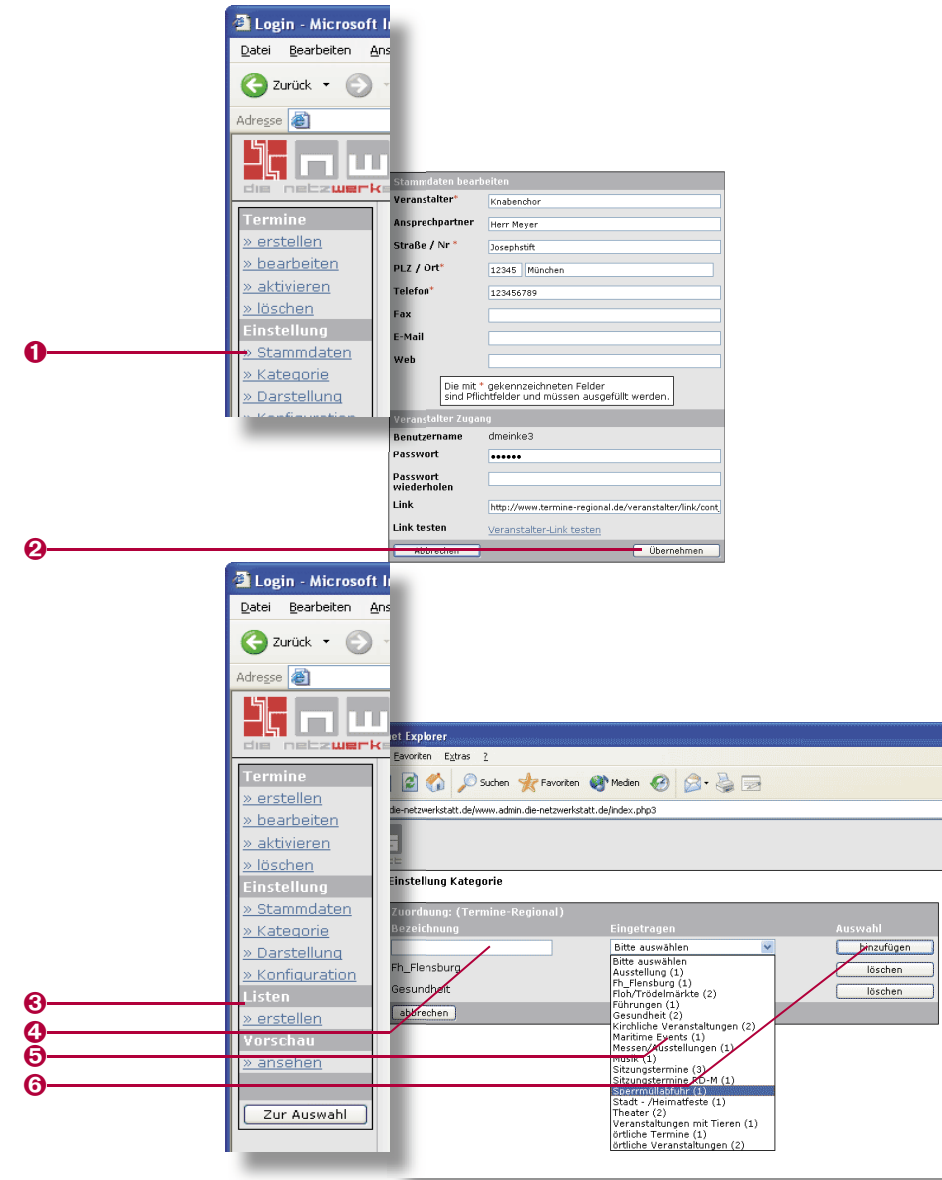 Login - Microsoft I
Datei Bearbeiten Ans
Zurück
Adresse
die netzwerks
Termine
» erstellen
» bearbeiten
» aktivieren
» löschen
Einstellung
1
» Stammdaten
» Kategorie
» Darstellung
» Konfiguration
Stammdaten bearbeiten
Veranstalter* Knabenchor
Ansprechpartner Herr Meyer
Straße / Nr * Josephstift
PLZ / Ort* 12345 München
Telefon* 123456789
Fax
E-Mail
Web
Die mit * gekennzeichneten Felder
sind Pflichtfelder und müssen ausgefüllt werden.
Veranstalter Zugang
Benutzername dmeinke3
Passwort ••••••
Passwort
wiederholen
Link http://www.termine-regional.de/veranstalter/link/cont_
Link testen Veranstalter-Link testen
2
Abbrechen Übernehmen
Login - Microsoft I
Datei Bearbeiten Ans
Zurück
Adresse
die netzwerks
Termine
» erstellen
» bearbeiten
» aktivieren
» löschen
Einstellung
» Stammdaten
» Kategorie
» Darstellung
» Konfiguration
3
Listen
» erstellen
4
Vorschau
5
» ansehen
6
Zur Auswahl
et Explorer
Favoriten Extras ?
Suchen Favoriten Medien
die-netzwerkstatt.de/www.admin.die-netzwerkstatt.de/index.php3
Einstellung Kategorie
Zuordnung: (Termine-Regional)
Bezeichnung Eingetragen Auswahl
Bitte auswählen hinzufügen
Fh_Flensburg löschen
Gesundheit löschen
abbrechen
Bitte auswählen
Ausstellung (1)
Fh_Flensburg (1)
Floh/Trödelmärkte (2)
Führungen (1)
Gesundheit (2)
Kirchliche Veranstaltungen (2)
Maritime Events (1)
Messen/Ausstellungen (1)
Musik (1)
Sitzungstermine (3)
Sitzungstermine RD-M (1)
Sperrmüllabfuhr (1)
Stadt - /Heimatfeste (1)
Theater (2)
Veranstaltungen mit Tieren (1)
örtliche Termine (1)
örtliche Veranstaltungen (2)